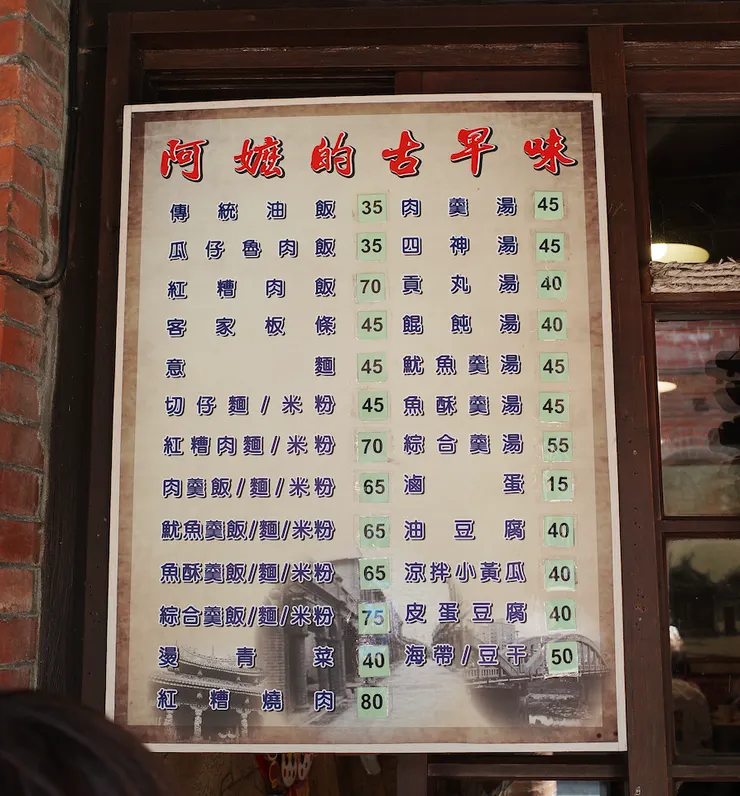 阿嬤的古早味
傳統油飯 35 肉羹湯 45
瓜仔魯肉飯 35 四神湯 45
紅糟肉飯 70 貢丸湯 40
客家板條 45 餛飩湯 40
意麵 45 魷魚羹湯 45
切仔麵/米粉 45 魚酥羹湯 45
紅糟肉麵/米粉 70 綜合羹湯 55
肉羹飯/麵/米粉 65 滷蛋 15
魷魚羹飯/麵/米粉 65 油豆腐 40
魚酥羹飯/麵/米粉 65 涼拌小黃瓜 40
綜合羹飯/麵/米粉 75 皮蛋豆腐 40
燙青菜 40 海帶/豆干 50
紅糟燒肉 80